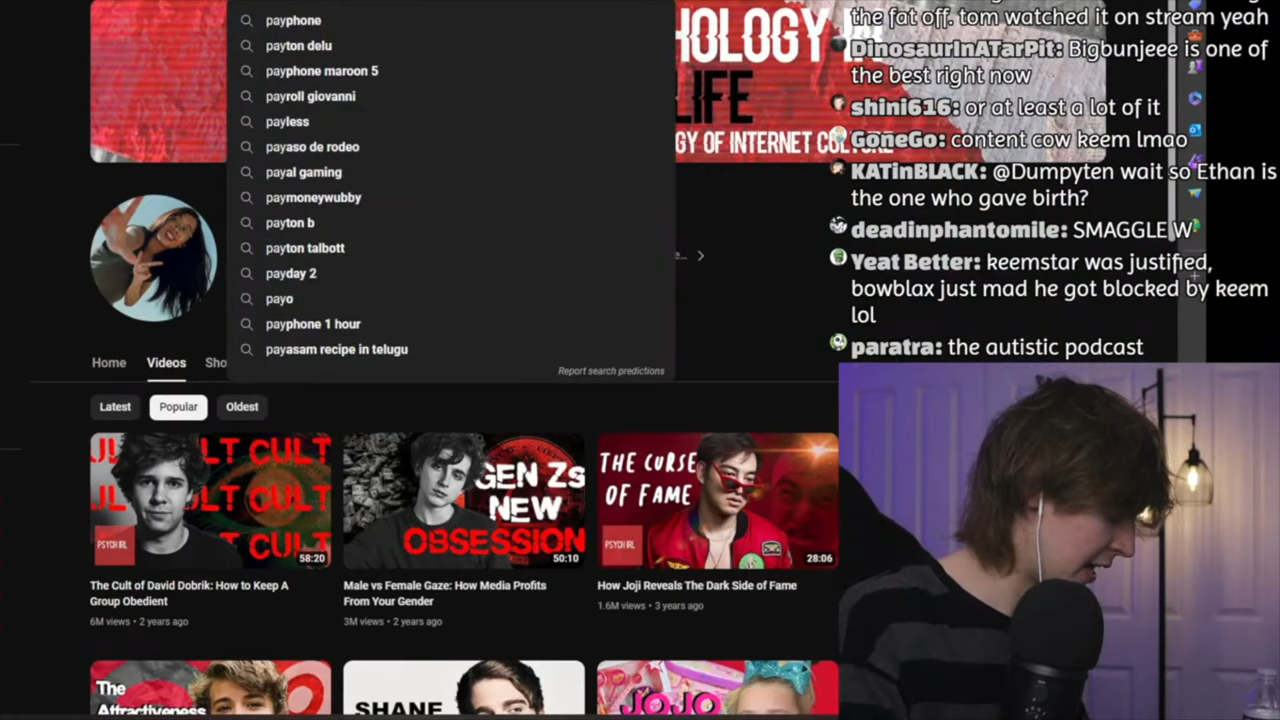 payphone
payton delu
payphone maroon 5
payroll giovanni
payless
payaso de rodeo
payal gaming
paymoneywubby
payton b
payton talbott
payday 2
payo
payphone 1 hour
payasam recipe in telugu
Report search predictions
HOLOGY
LIFE
GY OF INTERNET
the fat off. tom watched it on stream yeah
DinosaurInATarPit: Bigbunjeee is one of
the best right now
shini616: or at least a lot of it
GoneGo: content cow keem lmao
KATinBLACK: @Dumpyten wait so Ethan is
the one who gave birth?
deadinphantomile: SMAGGLE W
Yeat Better: keemstar was justified,
bowblax just mad he got blocked by keem
lol
paratra: the autistic podcast
Home Videos Sho
Latest Popular Oldest
ULT CULT
CULT
CULT
PSYCH IRL
58:20
The Cult of David Dobrik: How to Keep A
Group Obedient
6M views • 2 years ago
GEN Zs
NEW
OBSESSION
50:10
Male vs Female Gaze: How Media Profits
From Your Gender
3M views • 2 years ago
THE CURSE
OF FAME
PSYCH IRL
28:06
How Joji Reveals The Dark Side of Fame
1.6M views • 3 years ago
The
Attractiveness
SHANE
JOJO